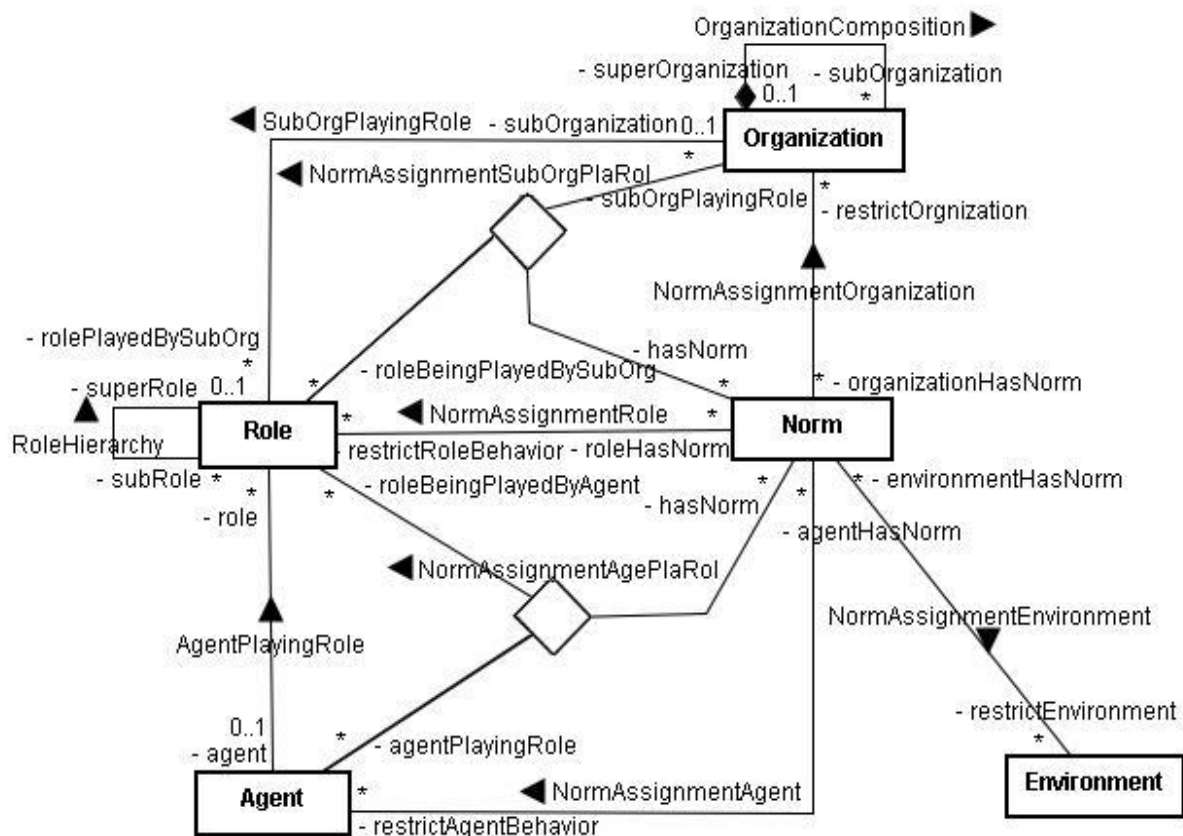 OrganizationComposition
- superOrganization
- subOrganization
0..1
*
SubOrgPlayingRole
- subOrganization
0..1
Organization
*
NormAssignmentSubOrgPlaRol
- subOrgPlayingRole
*
- restrictOrgnization
NormAssignmentOrganization
- rolePlayedBySubOrg
*
- hasNorm
- superRole
0..1
*
- roleBeingPlayedBySubOrg
*
*
- organizationHasNorm
RoleHierarchy
Role
*
NormAssignmentRole
*
Norm
- restrictRoleBehavior
- roleHasNorm
- subRole
*
*
*
- roleBeingPlayedByAgent
*
*
*
- environmentHasNorm
- role
- hasNorm
- agentHasNorm
NormAssignmentAgePlaRol
AgentPlayingRole
NormAssignmentEnvironment
0..1
- agent
*
- agentPlayingRole
- restrictEnvironment
*
Agent
*
NormAssignmentAgent
Environment
- restrictAgentBehavior